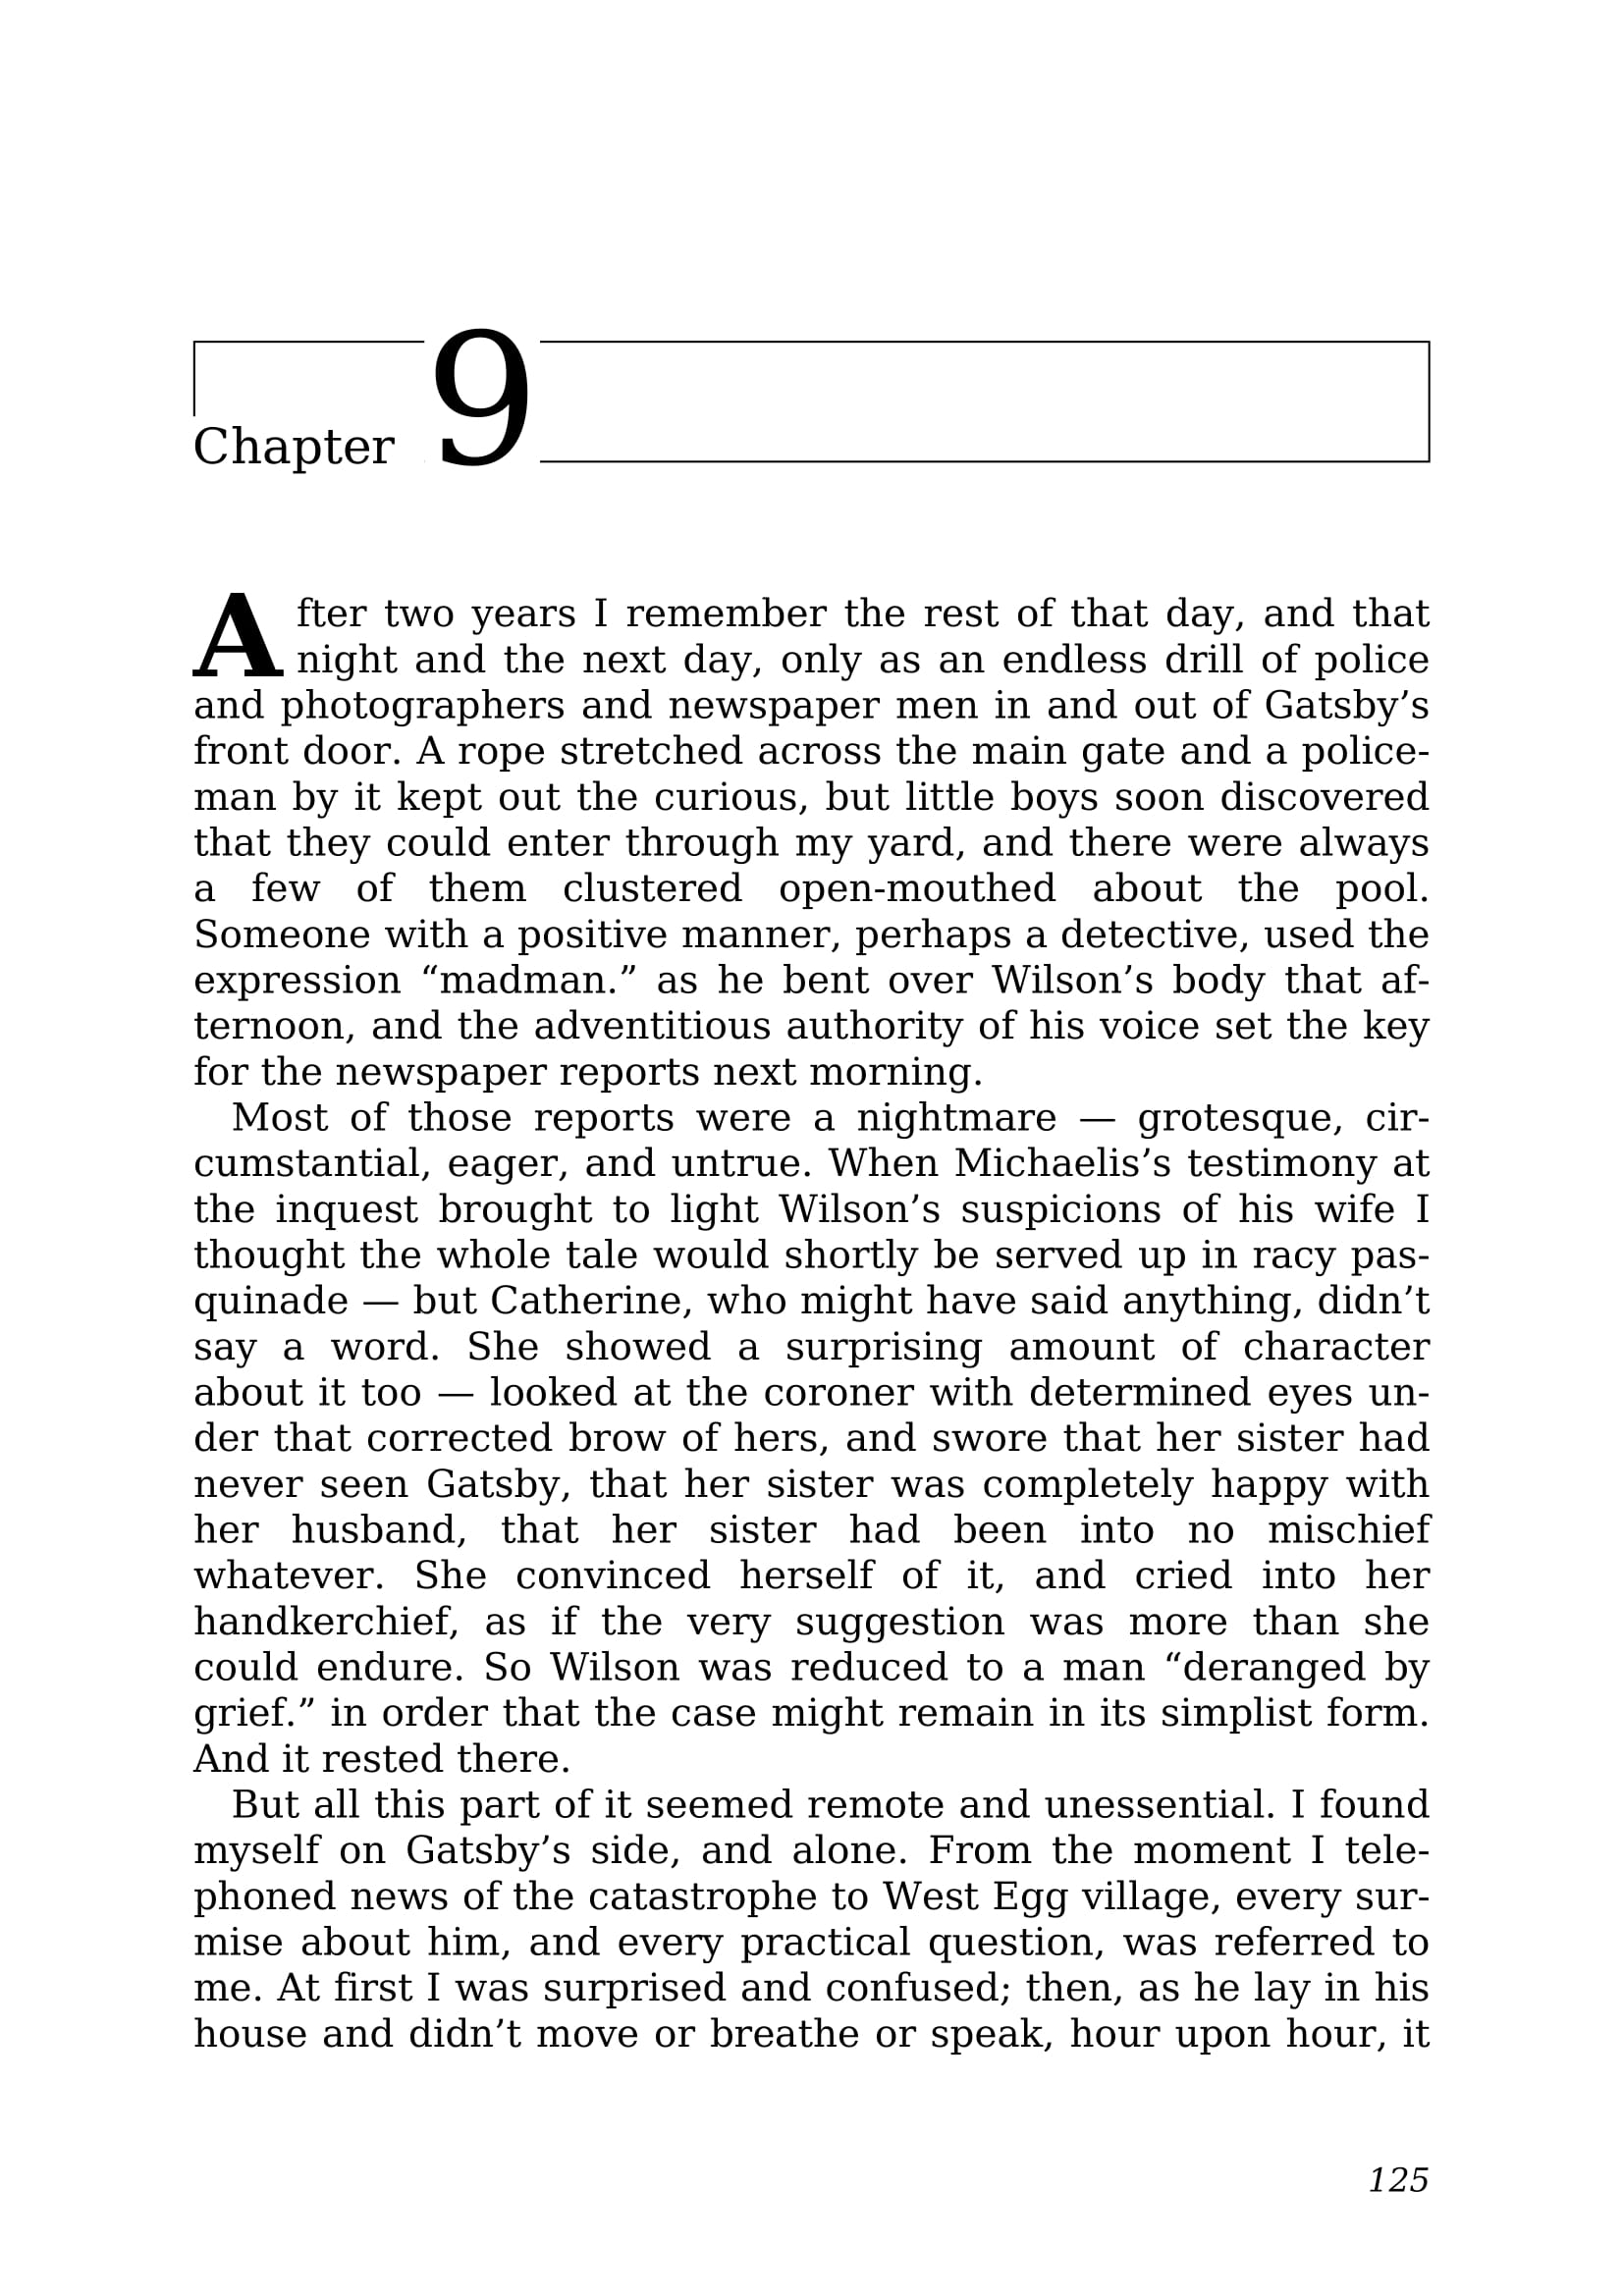 Chapter 9
After two years I remember the rest of that day, and that
night and the next day, only as an endless drill of police
and photographers and newspaper men in and out of Gatsby’s
front door. A rope stretched across the main gate and a police-
man by it kept out the curious, but little boys soon discovered
that they could enter through my yard, and there were always
a few of them clustered open-mouthed about the pool.
Someone with a positive manner, perhaps a detective, used the
expression “madman.” as he bent over Wilson’s body that af-
ternoon, and the adventitious authority of his voice set the key
for the newspaper reports next morning.
Most of those reports were a nightmare — grotesque, cir-
cumstantial, eager, and untrue. When Michaelis’s testimony at
the inquest brought to light Wilson’s suspicions of his wife I
thought the whole tale would shortly be served up in racy pas-
quinade — but Catherine, who might have said anything, didn’t
say a word. She showed a surprising amount of character
about it too — looked at the coroner with determined eyes un-
der that corrected brow of hers, and swore that her sister had
never seen Gatsby, that her sister was completely happy with
her husband, that her sister had been into no mischief
whatever. She convinced herself of it, and cried into her
handkerchief, as if the very suggestion was more than she
could endure. So Wilson was reduced to a man “deranged by
grief.” in order that the case might remain in its simplist form.
And it rested there.
But all this part of it seemed remote and unessential. I found
myself on Gatsby’s side, and alone. From the moment I tele-
phoned news of the catastrophe to West Egg village, every sur-
mise about him, and every practical question, was referred to
me. At first I was surprised and confused; then, as he lay in his
house and didn’t move or breathe or speak, hour upon hour, it
125